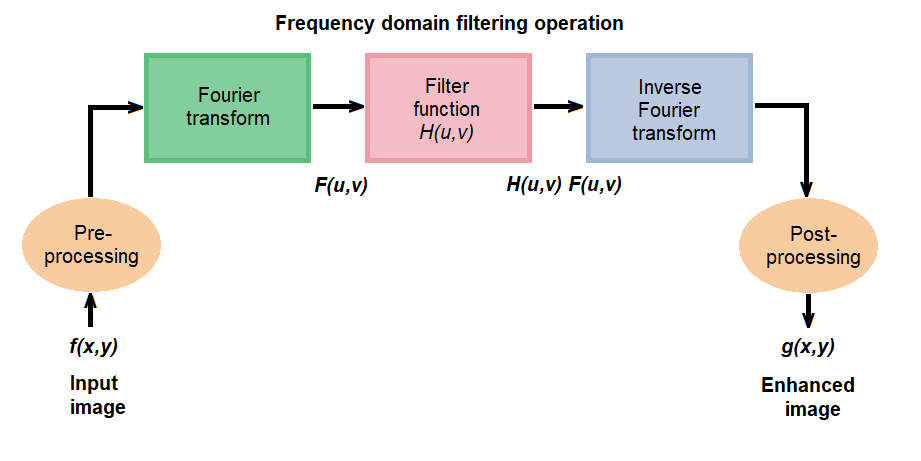 Frequency domain filtering operation
Fourier
transform
Filter
function
H(u,v)
Inverse
Fourier
transform
F(u,v)
H(u,v) F(u,v)
Pre-
processing
Post-
processing
f(x,y)
g(x,y)
Input
image
Enhanced
image